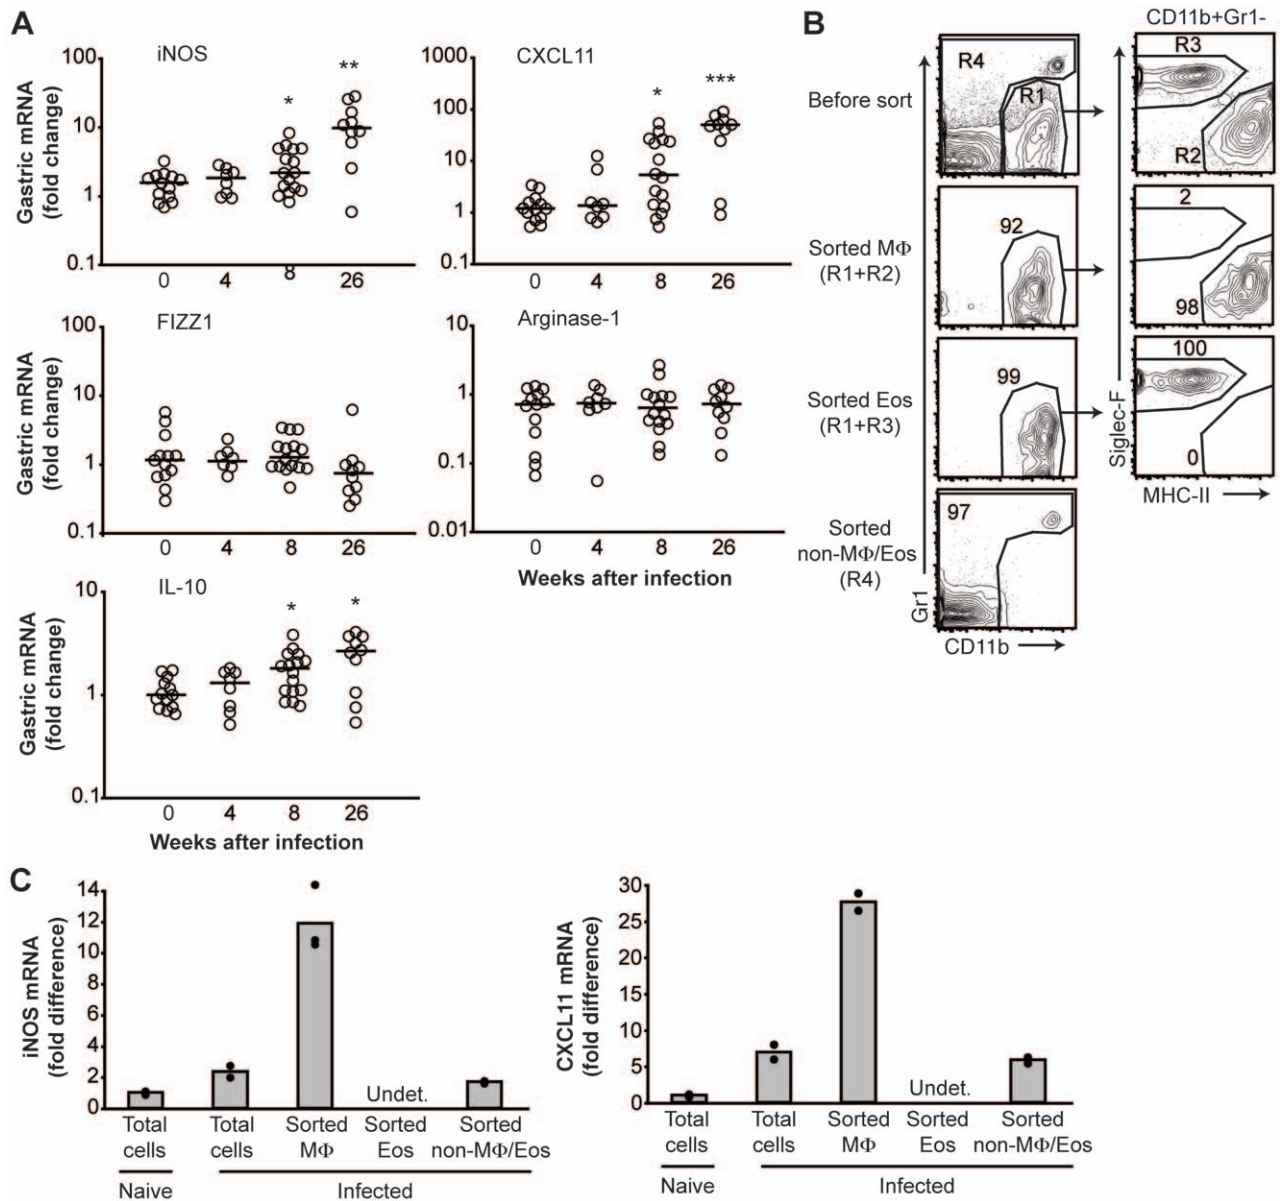 A
iNOS
Gastric mRNA
(fold change)
100
10
1
0.1
*
**
0
4
8
26
CXCL11
1000
100
10
1
0.1
*
***
0
4
8
26
FIZZ1
Gastric mRNA
(fold change)
100
10
1
0.1
0
4
8
26
Arginase-1
10
1
0.1
0.01
0
4
8
26
Weeks after infection
IL-10
Gastric mRNA
(fold change)
10
1
0.1
*
*
0
4
8
26
Weeks after infection
B
CD11b+Gr1-
Before sort
R4
R1
R3
R2
Sorted MΦ
(R1+R2)
92
2
98
Sorted Eos
(R1+R3)
99
100
0
Siglec-F
MHC-II
Sorted
non-MΦ/Eos
(R4)
97
Gr1
CD11b
C
iNOS mRNA
(fold difference)
14
12
10
8
6
4
2
0
Undet.
Total
cells
Total
cells
Sorted
MΦ
Sorted
Eos
Sorted
non-MΦ/Eos
Naive
Infected
CXCL11 mRNA
(fold difference)
30
25
20
15
10
5
0
Undet.
Total
cells
Total
cells
Sorted
MΦ
Sorted
Eos
Sorted
non-MΦ/Eos
Naive
Infected